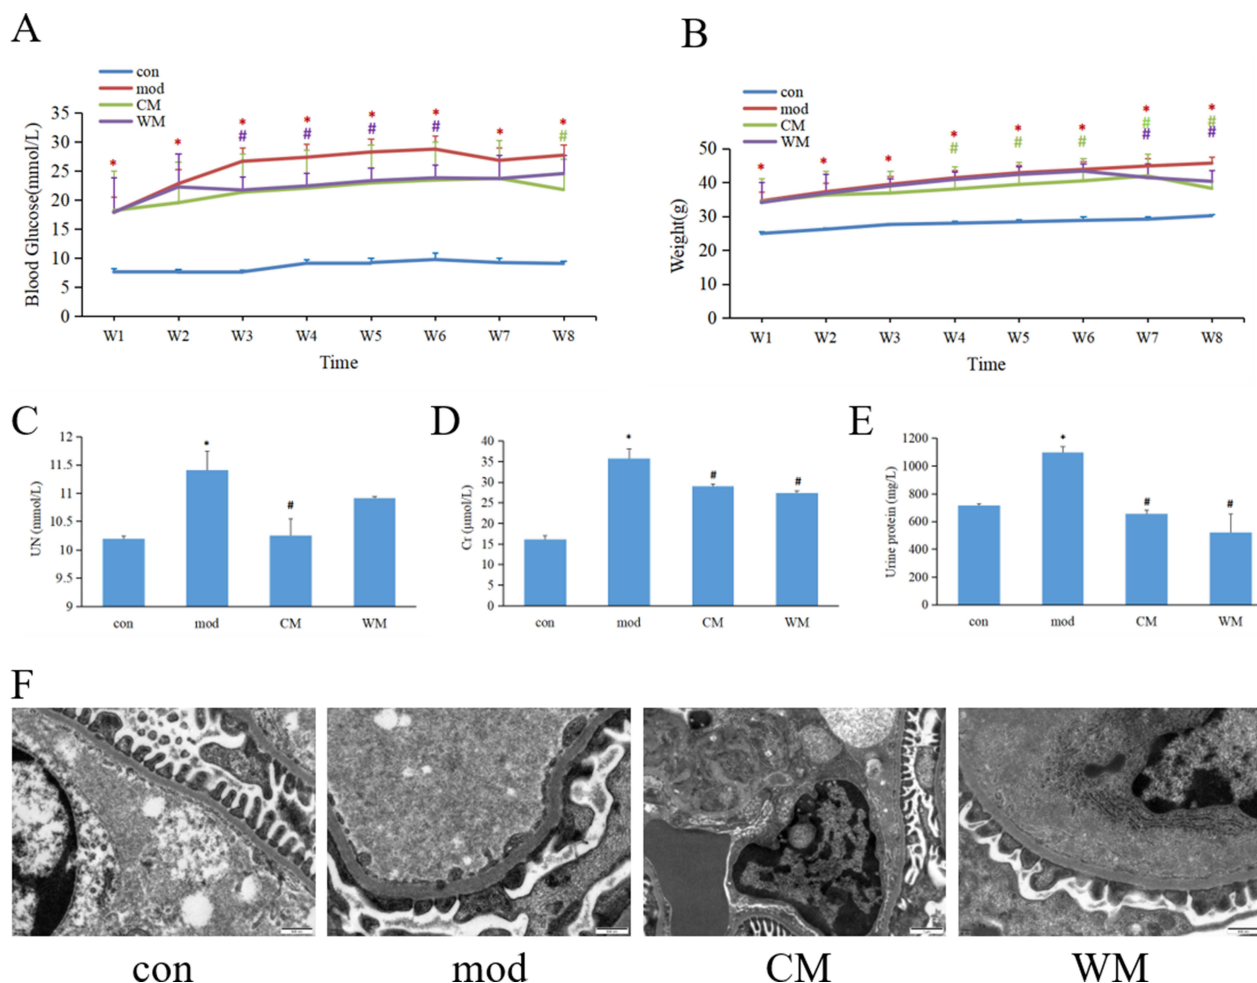 A
con
mod
CM
WM
* * * * * * * *
# # # # #
35
30
25
20
15
10
5
0
Blood Glucose(mmol/L)
W1 W2 W3 W4 W5 W6 W7 W8
Time
B
con
mod
CM
WM
* * * * * * * *
# # # # #
# #
50
40
30
20
10
0
Weight(g)
W1 W2 W3 W4 W5 W6 W7 W8
Time
C
12
11.5
11
10.5
10
9.5
9
UN (mmol/L)
*
#
con mod CM WM
D
40
35
30
25
20
15
10
5
0
Cr (μmol/L)
*
# #
con mod CM WM
E
1200
1000
800
600
400
200
0
Urine protein (mg/L)
*
# #
con mod CM WM
F
con mod CM WM